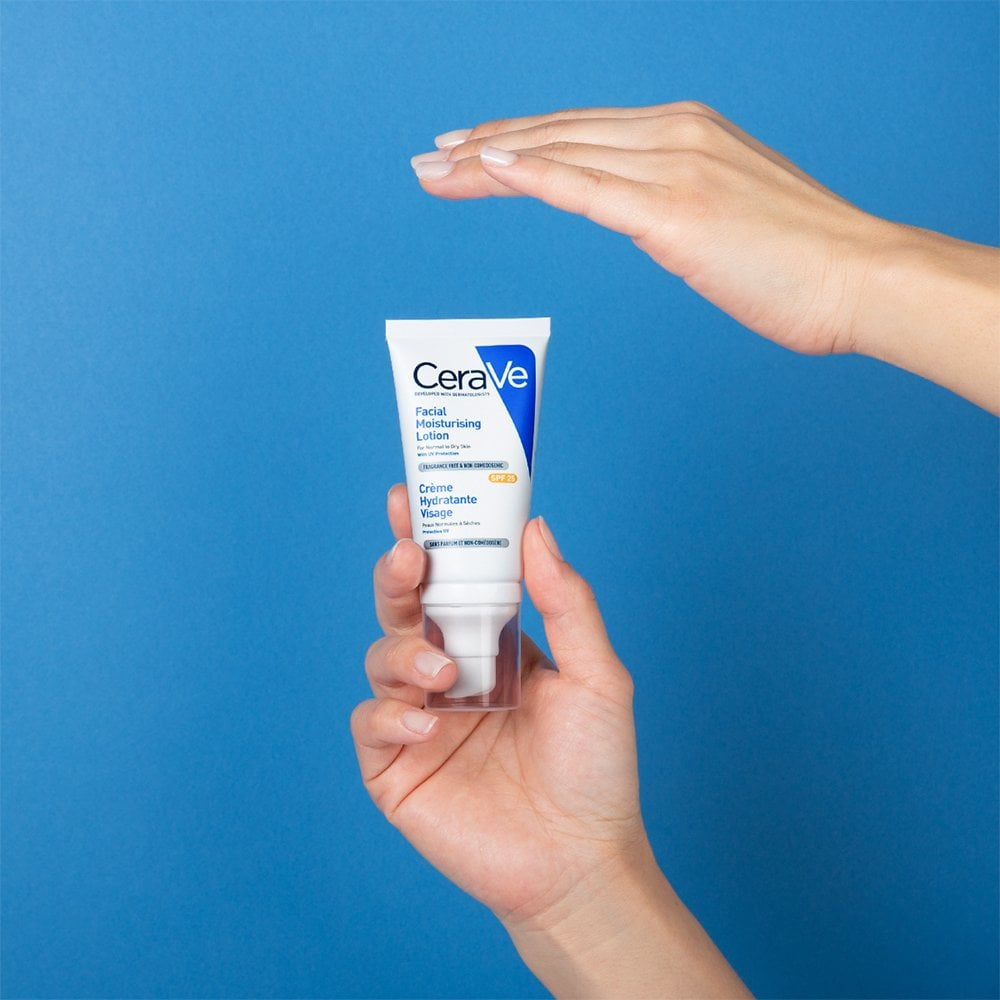 CeraVe
DEVELOPED WITH DERMATOLOGISTS
Facial
Moisturising
Lotion
For Normal to Dry Skin
With UV Protection
FRAGRANCE FREE & NON-COMEDOGENIC
SPF 25
Crème
Hydratante
Visage
Peaux Normales à Sèches
Protection UV
SANS PARFUM ET NON-COMÉDOGÈNE